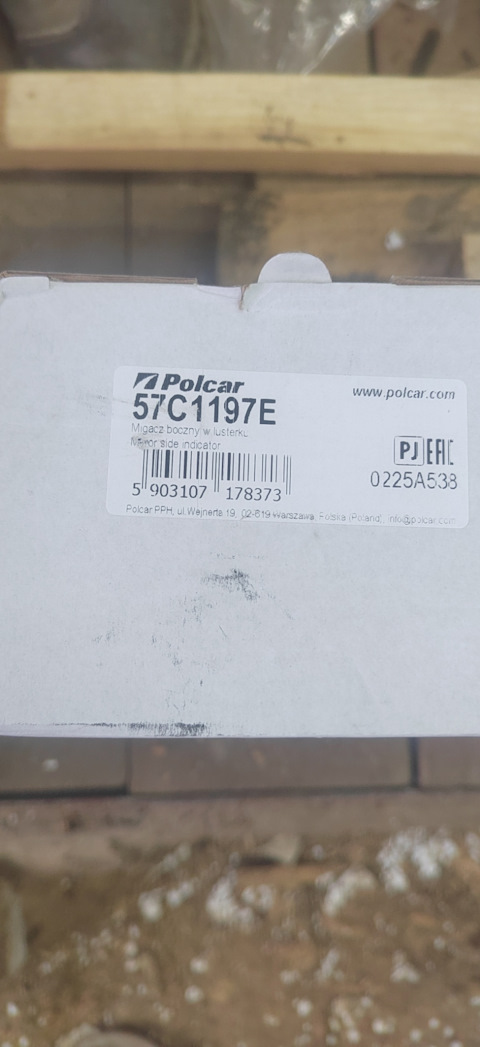 Polcar
www.polcar.com
57C1197E
Migacz boczny w lusterku
Mirror side indicator
PJ EAC
0225A538
5 903107 178373
Polcar PPH, ul.Wejnerta 19, 02-619 Warszawa, Polska (Poland), info@polcar.com